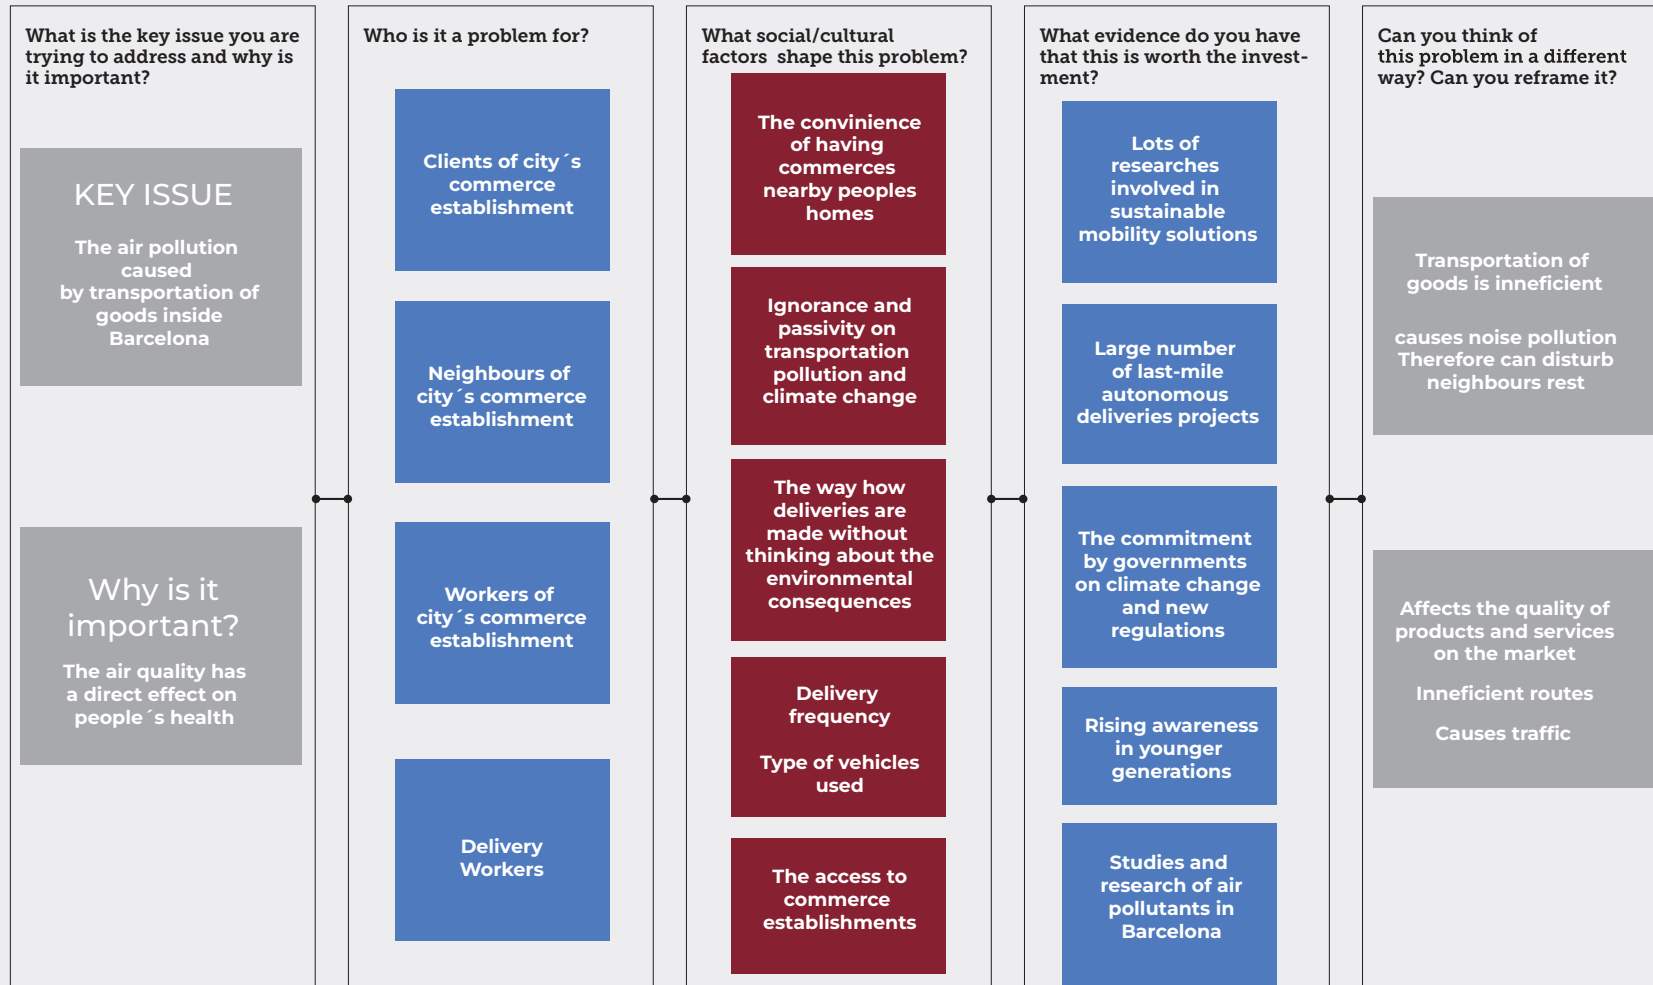 What is the key issue you are
trying to address and why is
it important?
KEY ISSUE
The air pollution
caused
by transportation of
goods inside
Barcelona
Why is it
important?
The air quality has
a direct effect on
people´s health
Who is it a problem for?
Clients of city´s
commerce
establishment
Neighbours of
city´s commerce
establishment
Workers of
city´s commerce
establishment
Delivery
Workers
What social/cultural
factors  shape this problem?
The convinience
of having
commerces
nearby peoples
homes
Ignorance and
passivity on
transportation
pollution and
climate change
The way how
deliveries are
made without
thinking about the
environmental
consequences
Delivery
frequency
Type of vehicles
used
The access to
commerce
establishments
What evidence do you have
that this is worth the invest-
ment?
Lots of
researches
involved in
sustainable
mobility solutions
Large number
of last-mile
autonomous
deliveries projects
The commitment
by governments
on climate change
and new
regulations
Rising awareness
in younger
generations
Studies and
research of air
pollutants in
Barcelona
Can you think of
this problem in a different
way? Can you reframe it?
Transportation of
goods is inneficient
causes noise pollution
Therefore can disturb
neighbours rest
Affects the quality of
products and services
on the market
Inneficient routes
Causes traffic